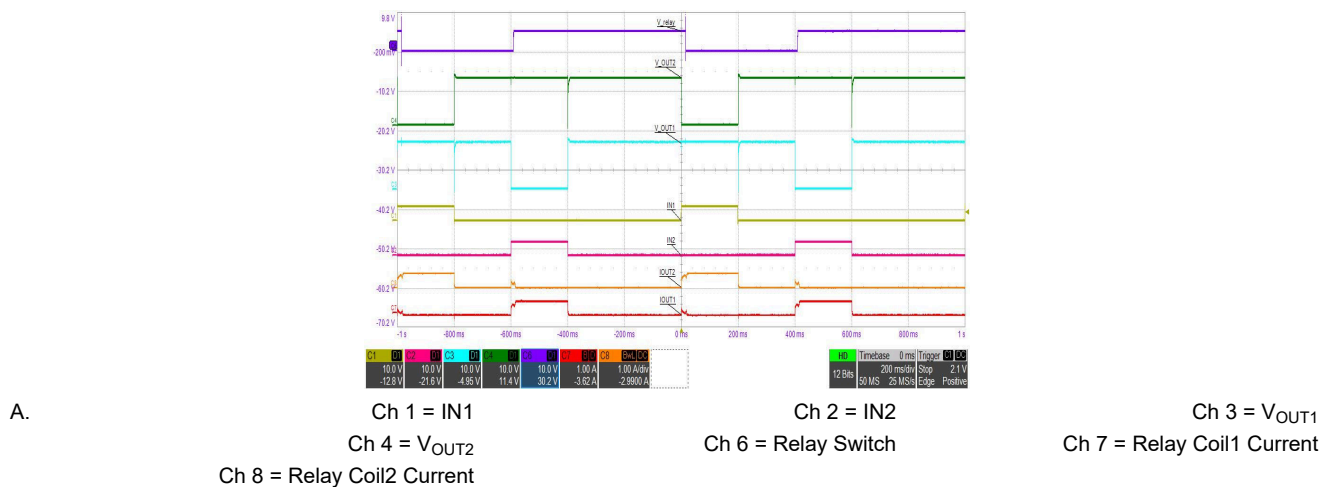 9.8 V
-200 mV
-10.2 V
-20.2 V
-30.2 V
-40.2 V
-50.2 V
-60.2 V
-70.2 V
V_relay
V_OUT2
V_OUT1
IN1
IN2
IOUT2
IOUT1
-1 s -800 ms -600 ms -400 ms -200 ms 0 ms 200 ms 400 ms 600 ms 800 ms 1 s
C1 C2 C3 C4 C6 C7 C8 BwL DC HD Timebase 0 ms Trigger C1 DC
10.0 V 10.0 V 10.0 V 10.0 V 10.0 V 1.00 A 1.00 A/div 12 Bits 200 ms/div Stop 2.1 V
-12.8 V -21.6 V -4.95 V 11.4 V 30.2 V -3.62 A -2.9900 A 50 MS 25 MS/s Edge Positive
A. Ch 1 = IN1 Ch 2 = IN2 Ch 3 = VOUT1
Ch 4 = VOUT2 Ch 6 = Relay Switch Ch 7 = Relay Coil1 Current
Ch 8 = Relay Coil2 Current